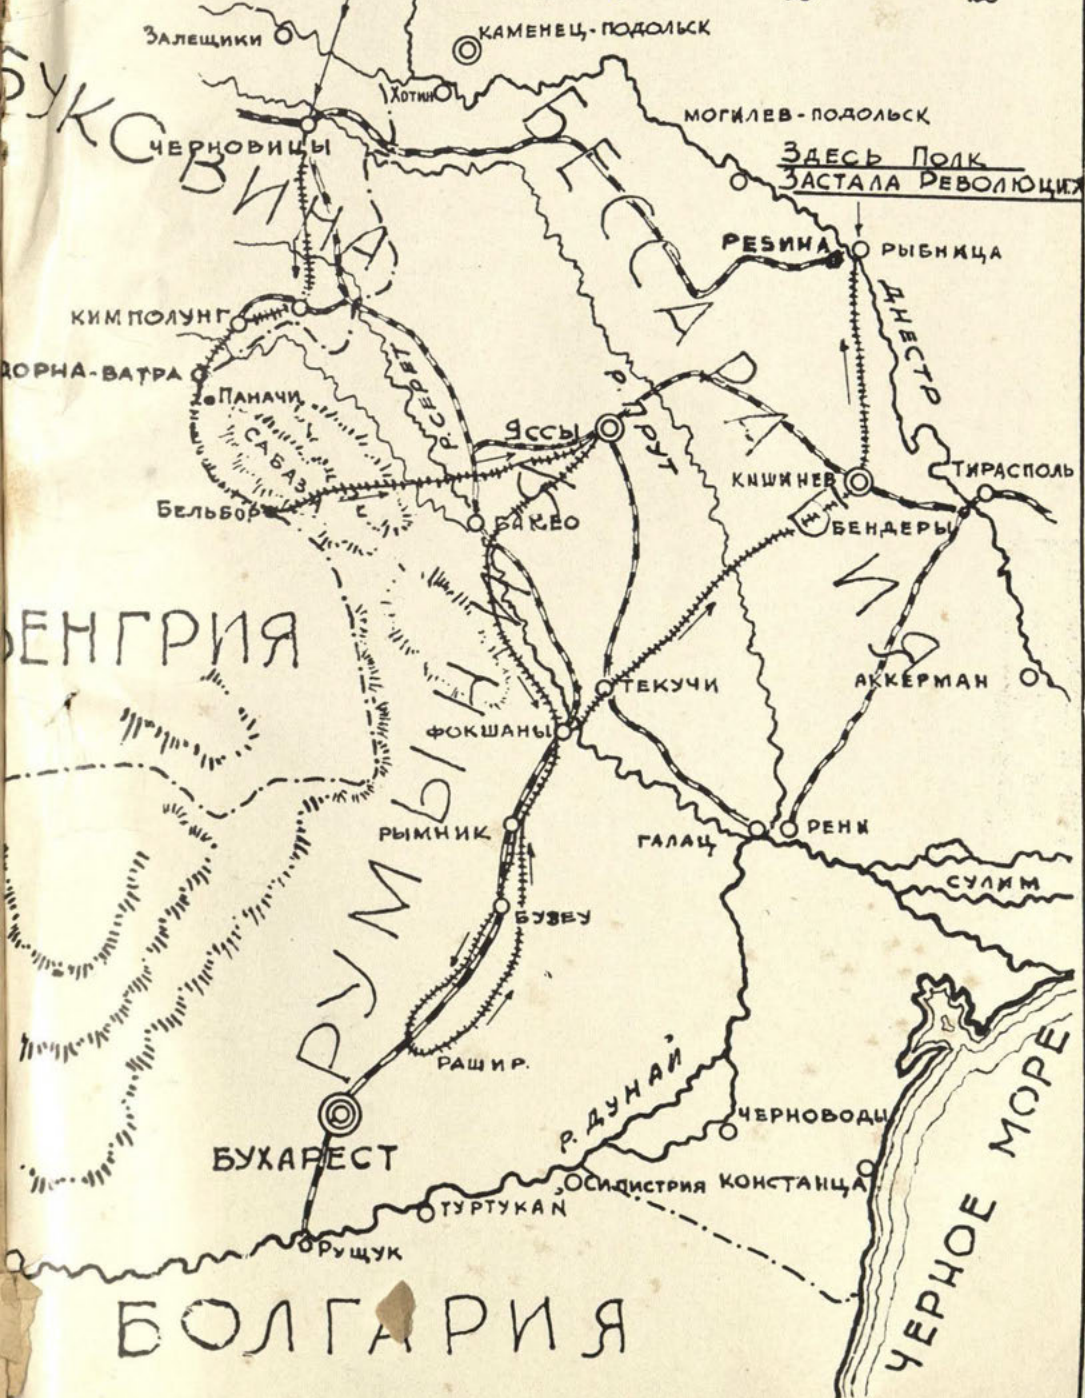 ЗАЛЕЩИКИ
КАМЕНЕЦ-ПОДОЛЬСК
ХОТИН
БУКОВИНА
ЧЕРНОВИЦЫ
МОГИЛЕВ-ПОДОЛЬСК
ЗДЕСЬ ПОЛК
ЗАСТАЛА РЕВОЛЮЦИЯ
БЕССАРАБИЯ
РЕЗИНА
РЫБНИЦА
КИМПОЛУНГ
ДНЕСТР
ДОРНА-ВАТРА
ПАНАЧИ
Р. СЕРЕТ
Р. ПРУТ
САБАЗ
ЯССЫ
КИШИНЕВ
ТИРАСПОЛЬ
БЕЛЬБОР
БАКЕО
БЕНДЕРЫ
ВЕНГРИЯ
РУМЫНИЯ
ТЕКУЧИ
АККЕРМАН
ФОКШАНЫ
РЫМНИК
ГАЛАЦ
РЕНИ
СУЛИМ
БУЗЕУ
РАШИР.
БУХАРЕСТ
Р. ДУНАЙ
ЧЕРНОВОДЫ
СИЛИСТРИЯ
КОНСТАНЦА
ТУРТУКАЙ
РУЩУК
ЧЕРНОЕ МОРЕ
БОЛГАРИЯ